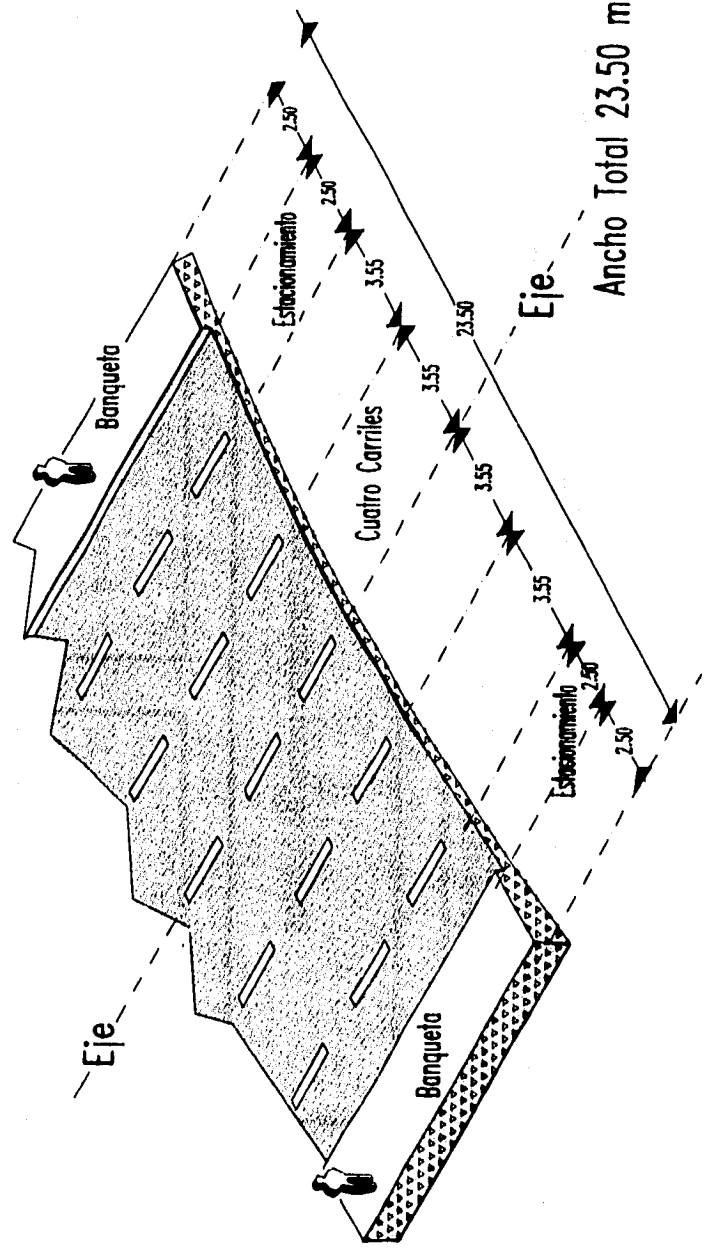 Eje
Banqueta
Banqueta
Estacionamiento
Cuatro Carriles
Estacionamiento
2.50
2.50
3.55
3.55
3.55
3.55
2.50
2.50
23.50
Eje
Ancho Total 23.50 m